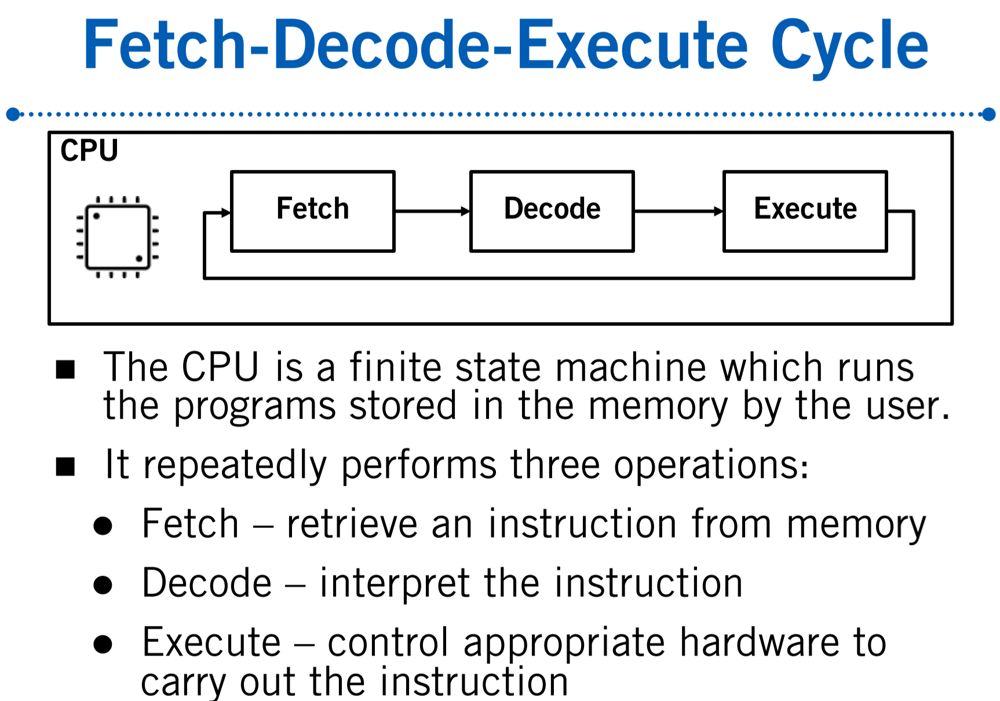 Fetch-Decode-Execute Cycle
CPU
Fetch
Decode
Execute
■ The CPU is a finite state machine which runs
the programs stored in the memory by the user.
■ It repeatedly performs three operations:
● Fetch – retrieve an instruction from memory
● Decode – interpret the instruction
● Execute – control appropriate hardware to
carry out the instruction